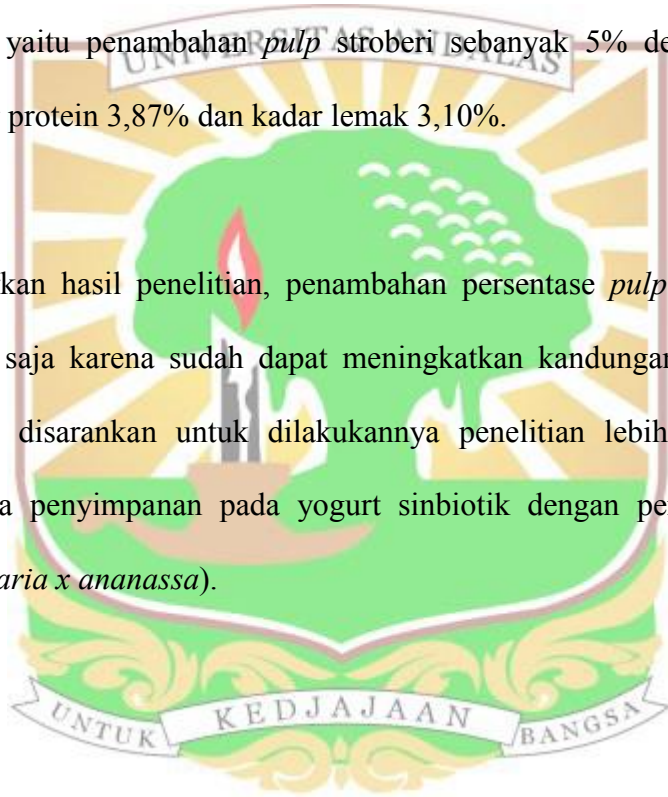 UNIVERSITAS ANDALAS
yaitu penambahan pulp stroberi sebanyak 5% de
protein 3,87% dan kadar lemak 3,10%.
kan hasil penelitian, penambahan persentase pulp
saja karena sudah dapat meningkatkan kandungan
disarankan untuk dilakukannya penelitian lebih
a penyimpanan pada yogurt sinbiotik dengan pe
aria x ananassa).
UNTUK KEDJAJAAN BANGSA